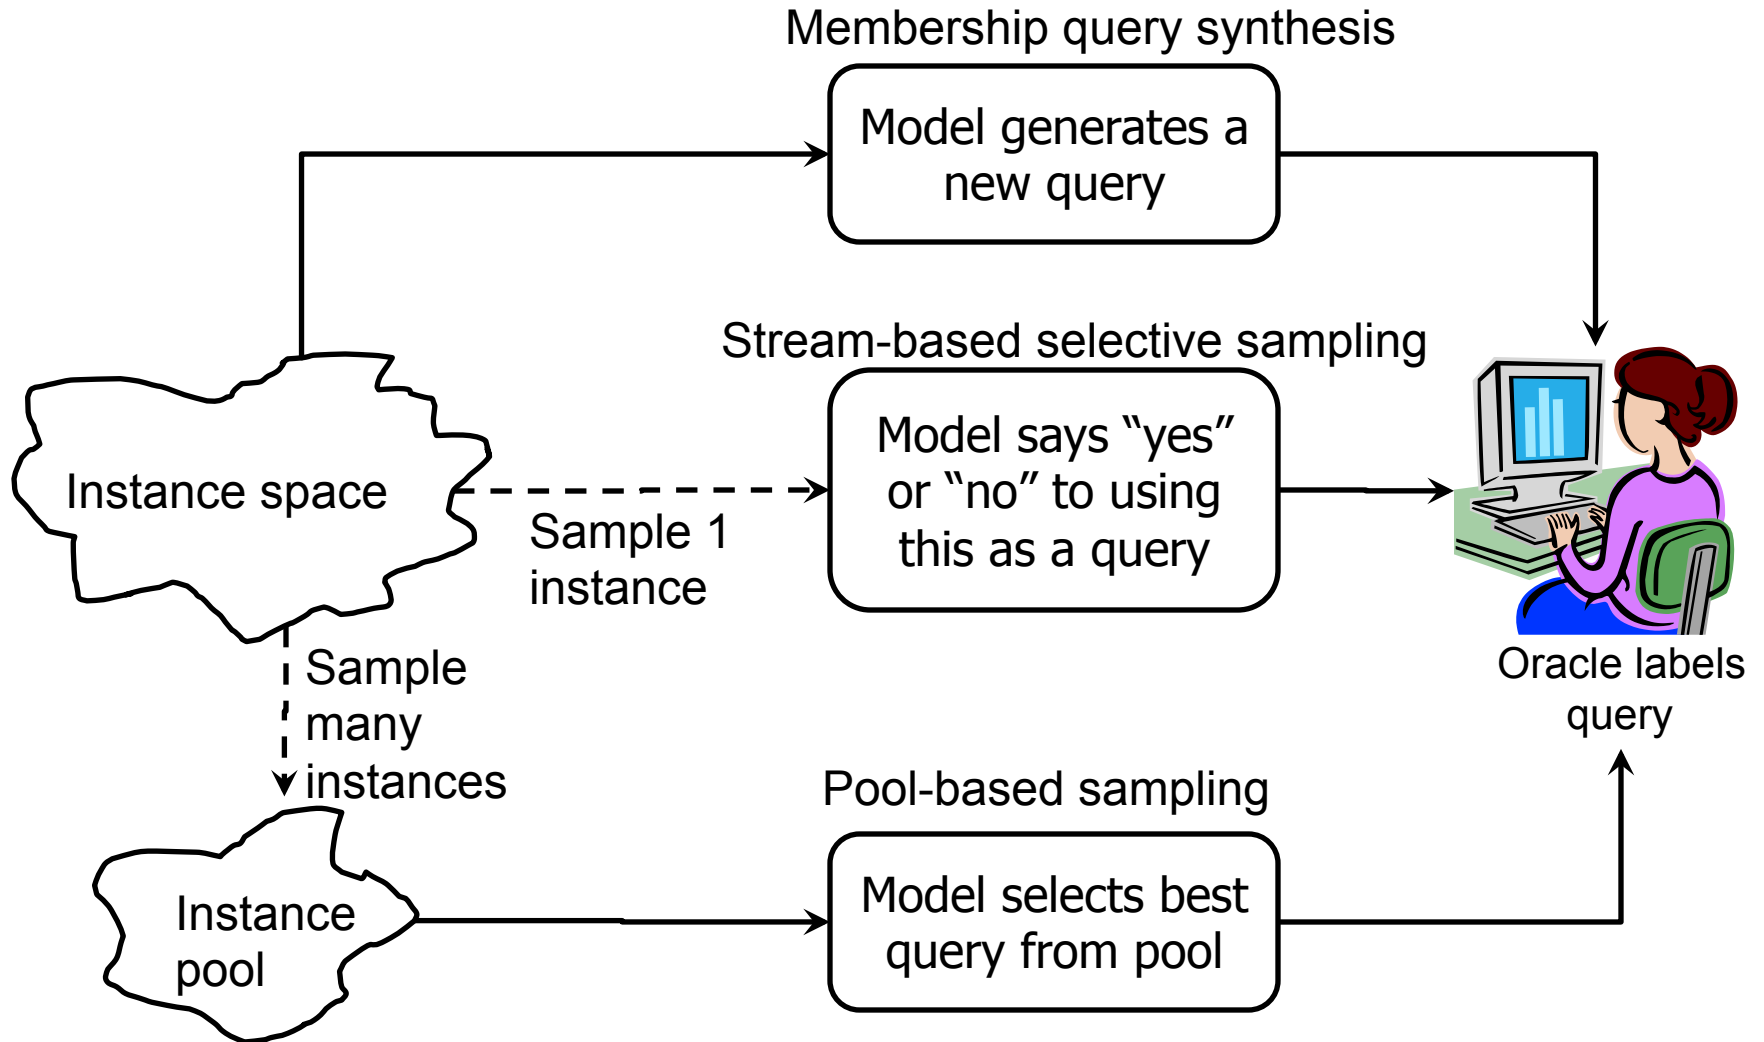 Membership query synthesis
Model generates a
new query
Stream-based selective sampling
Model says “yes”
or “no” to using
this as a query
Instance space
Sample 1
instance
Sample
many
instances
Oracle labels
query
Pool-based sampling
Model selects best
query from pool
Instance
pool